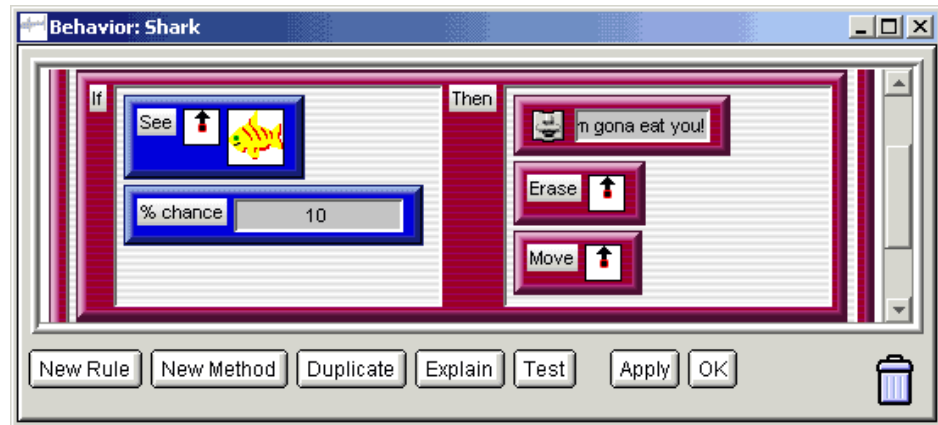 Behavior: Shark
If
See
% chance 10
Then
m gona eat you!
Erase
Move
New Rule New Method Duplicate Explain Test Apply OK